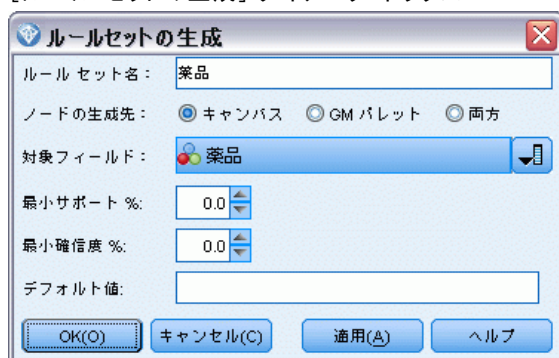 ルールセットの生成
ルール セット名：
薬品
ノードの生成先：
キャンバス
GM パレット
両方
対象フィールド：
薬品
最小サポート %:
0.0
最小確信度 %:
0.0
デフォルト値:
OK(O)
キャンセル(C)
適用(A)
ヘルプ